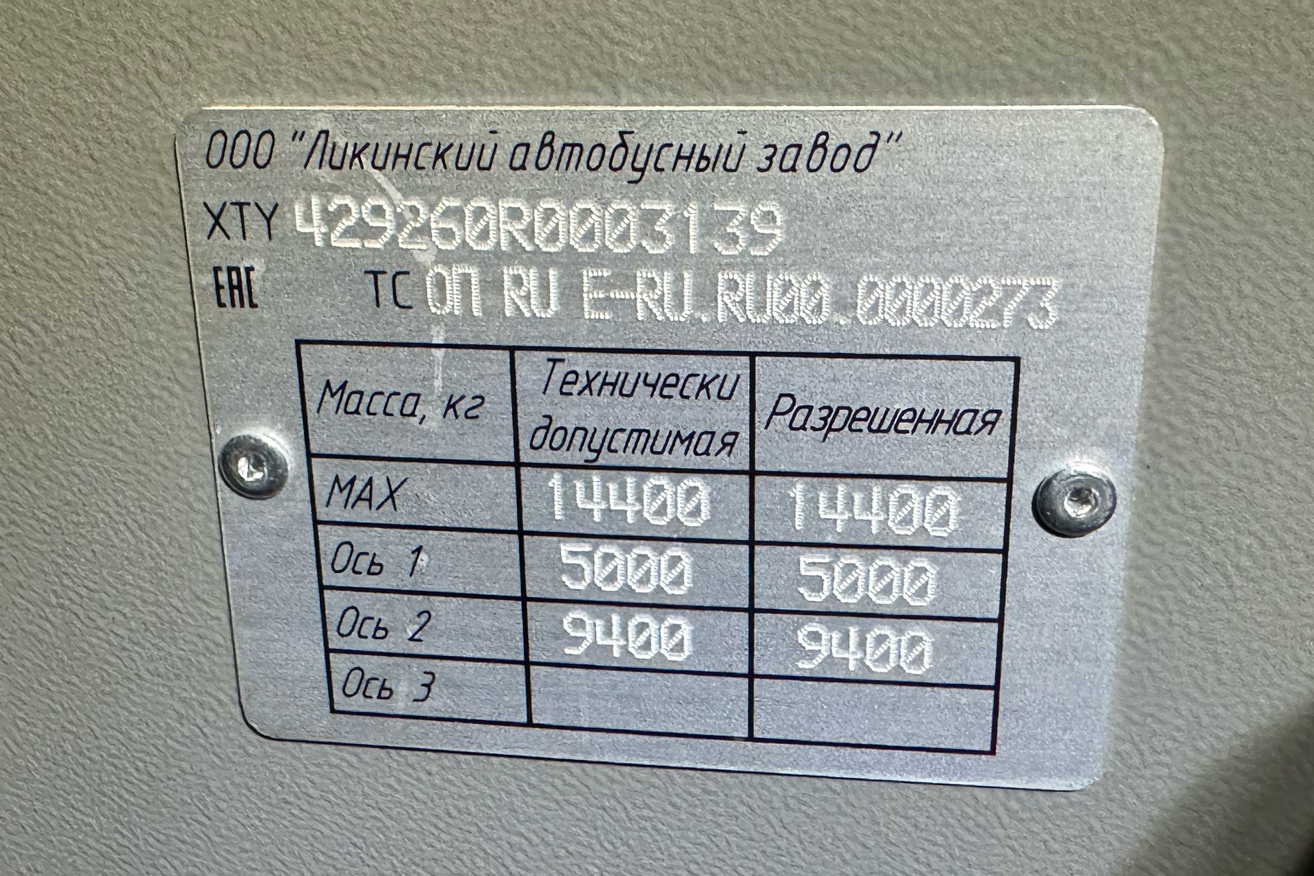 ООО "Ликинский автобусный завод"
XTY 429260R0003139
ЕАС ТС ОП RU E-RU.RU00.0000273
Масса, кг Технически допустимая Разрешенная
MAX 14400 14400
Ось 1 5000 5000
Ось 2 9400 9400
Ось 3